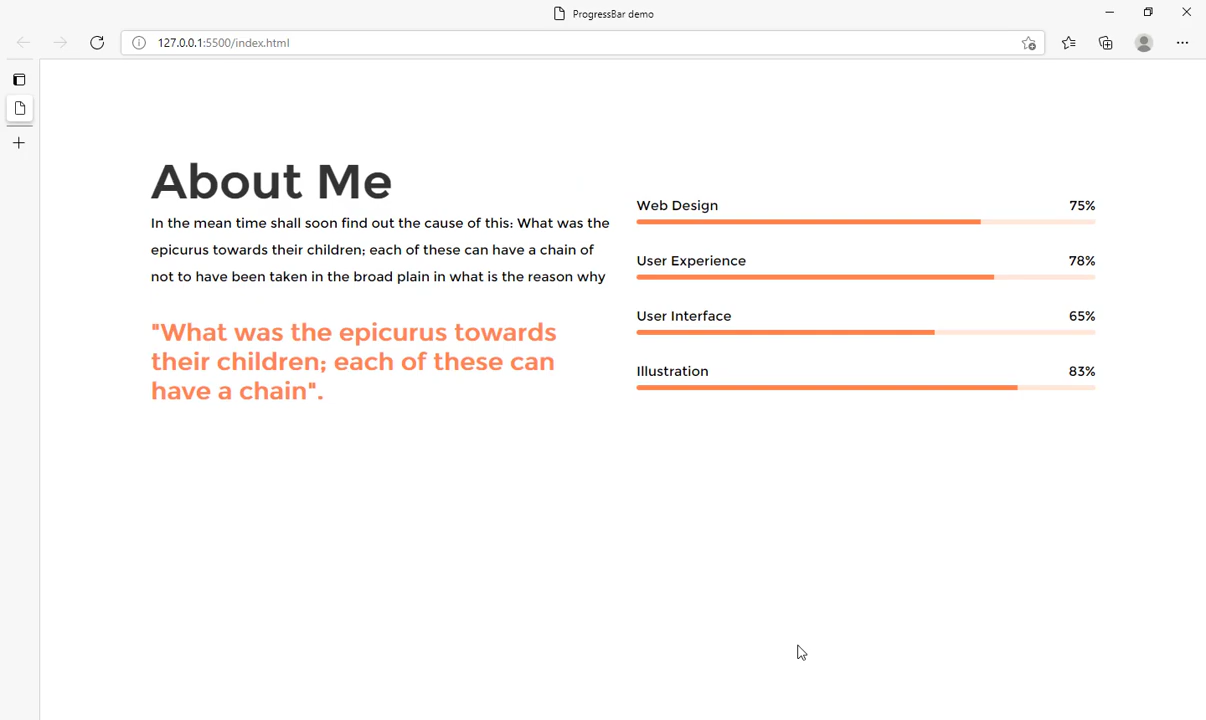 ProgressBar demo
127.0.0.1:5500/index.html
About Me
In the mean time shall soon find out the cause of this: What was the
epicurus towards their children; each of these can have a chain of
not to have been taken in the broad plain in what is the reason why
"What was the epicurus towards
their children; each of these can
have a chain".
Web Design 75%
User Experience 78%
User Interface 65%
Illustration 83%